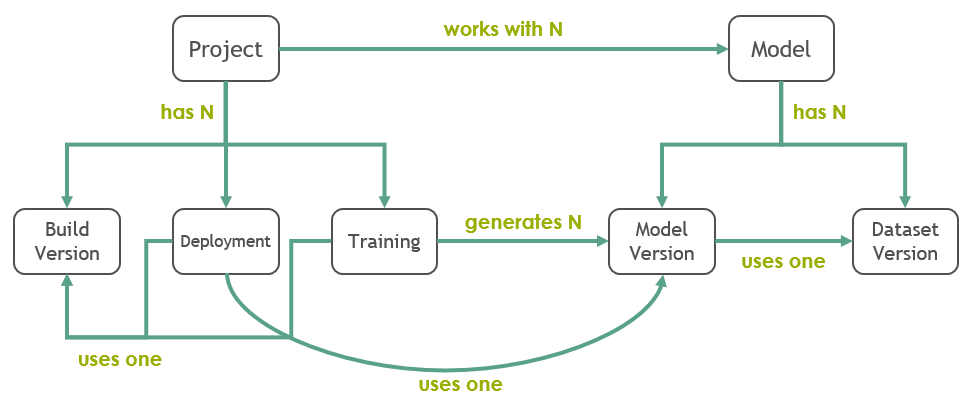 works with N
Project
Model
has N
has N
Build
Version
Deployment
Training
generates N
Model
Version
uses one
Dataset
Version
uses one
uses one